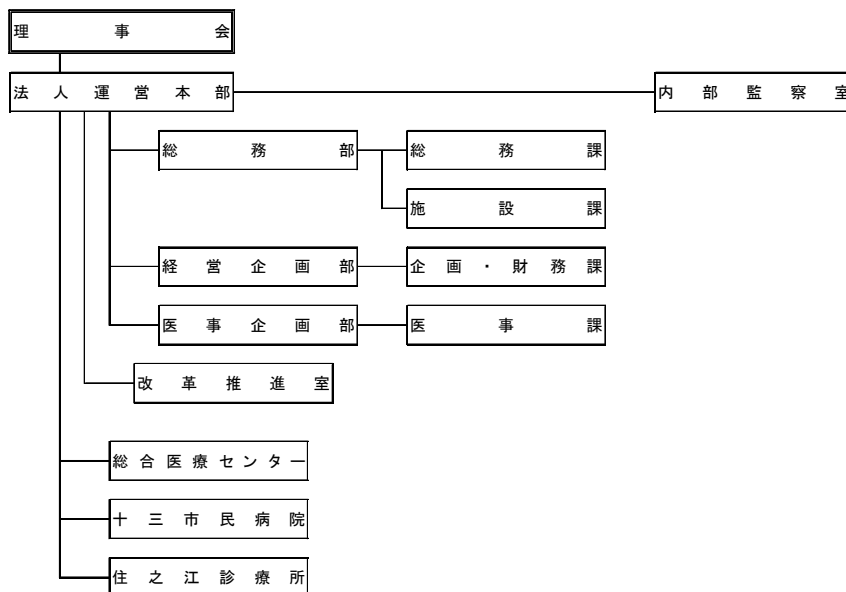 理事会
法人運営本部
内部監察室
総務部
総務課
施設課
経営企画部
企画・財務課
医事企画部
医事課
改革推進室
総合医療センター
十三市民病院
住之江診療所